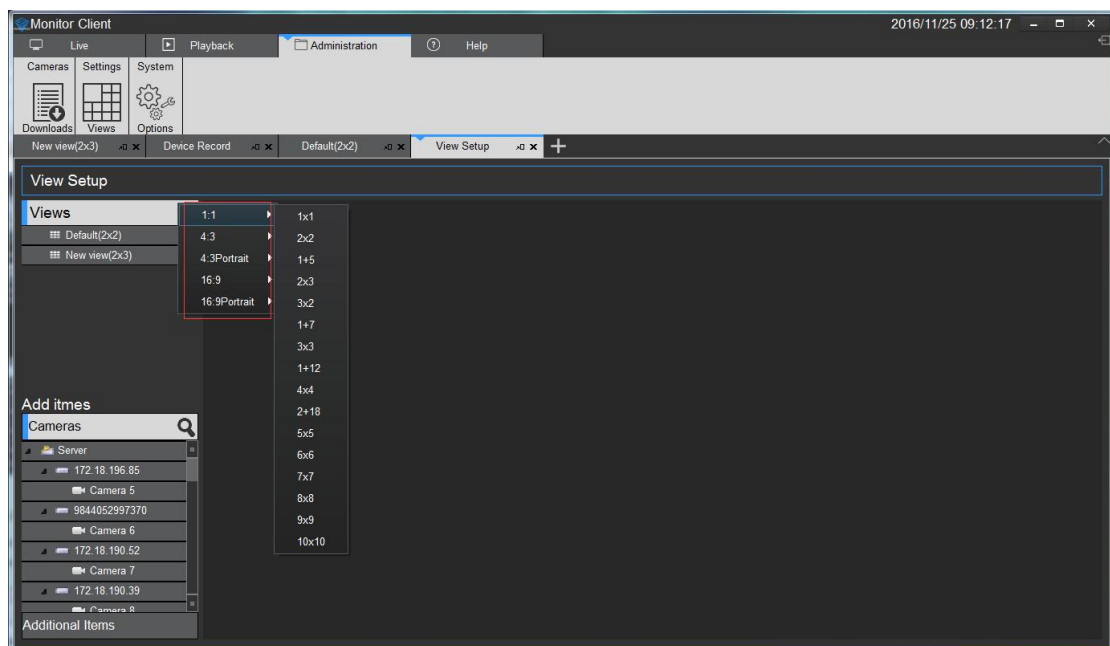 Monitor Client 2016/11/25 09:12:17
Live Playback Administration Help
Cameras Settings System
Downloads Views Options
New view(2x3) Device Record Default(2x2) View Setup
View Setup
Views
Default(2x2)
New view(2x3)
1:1
4:3
4:3Portrait
16:9
16:9Portrait
1x1
2x2
1+5
2x3
3x2
1+7
3x3
1+12
4x4
2+18
5x5
6x6
7x7
8x8
9x9
10x10
Add itmes
Cameras
Server
172.18.196.85
Camera 5
9844052997370
Camera 6
172.18.190.52
Camera 7
172.18.190.39
Camera 8
Additional Items